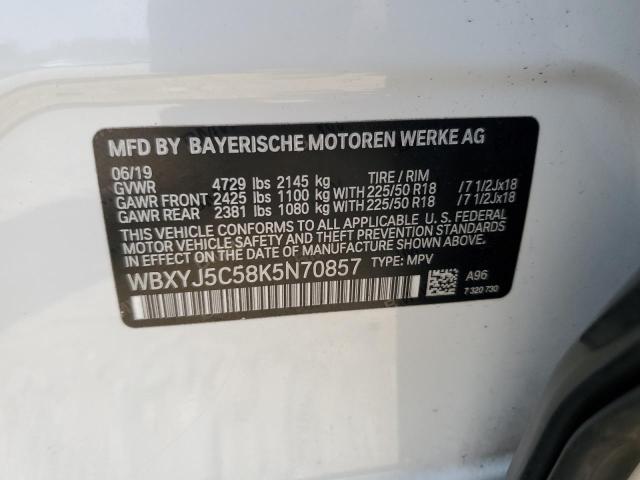 MFD BY BAYERISCHE MOTOREN WERKE AG
06/19 TIRE / RIM
GVWR 4729 lbs 2145 kg
GAWR FRONT 2425 lbs 1100 kg WITH 225/50 R18 /7 1/2Jx18
GAWR REAR 2381 lbs 1080 kg WITH 225/50 R18 /7 1/2Jx18
THIS VEHICLE CONFORMS TO ALL APPLICABLE U. S. FEDERAL
MOTOR VEHICLE SAFETY AND THEFT PREVENTION STANDARDS
IN EFFECT ON THE DATE OF MANUFACTURE SHOWN ABOVE.
WBXYJ5C58K5N70857 TYPE: MPV
A96
7 320 730